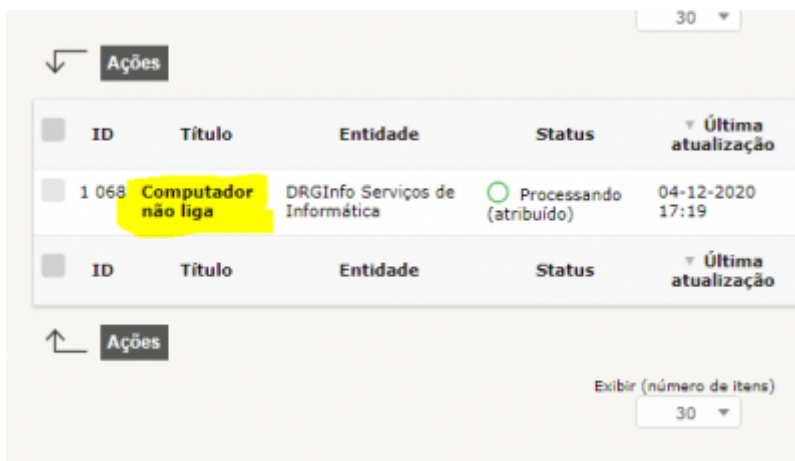 30
Ações
ID Título Entidade Status Última atualização
1 068 Computador não liga DRGInfo Serviços de Informática Processando (atribuído) 04-12-2020 17:19
ID Título Entidade Status Última atualização
Ações
Exibir (número de itens)
30